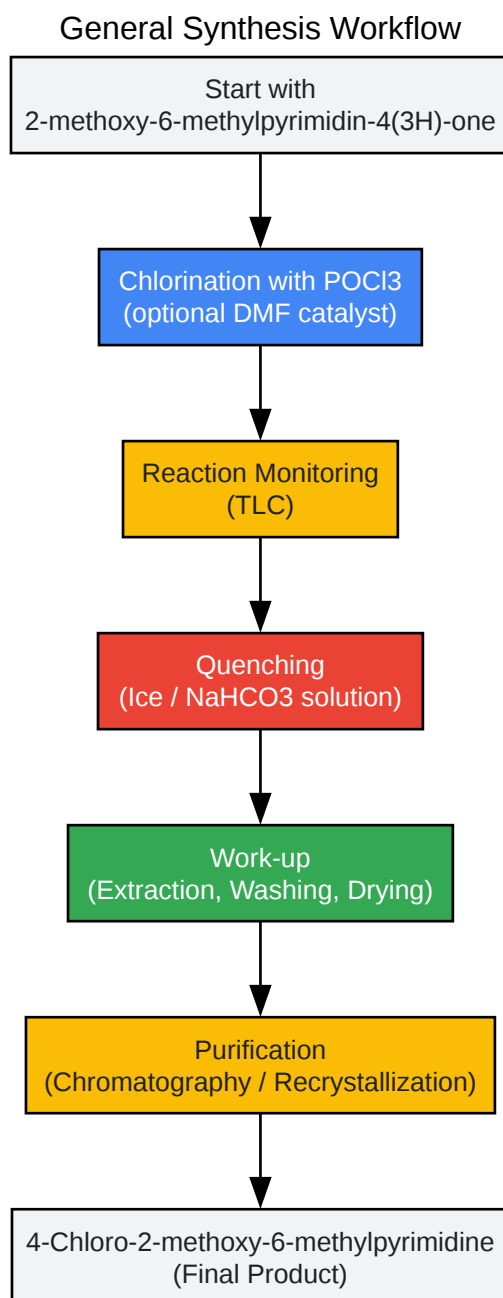 General Synthesis Workflow
Start with
2-methoxy-6-methylpyrimidin-4(3H)-one
Chlorination with POCl3
(optional DMF catalyst)
Reaction Monitoring
(TLC)
Quenching
(Ice / NaHCO3 solution)
Work-up
(Extraction, Washing, Drying)
Purification
(Chromatography / Recrystallization)
4-Chloro-2-methoxy-6-methylpyrimidine
(Final Product)